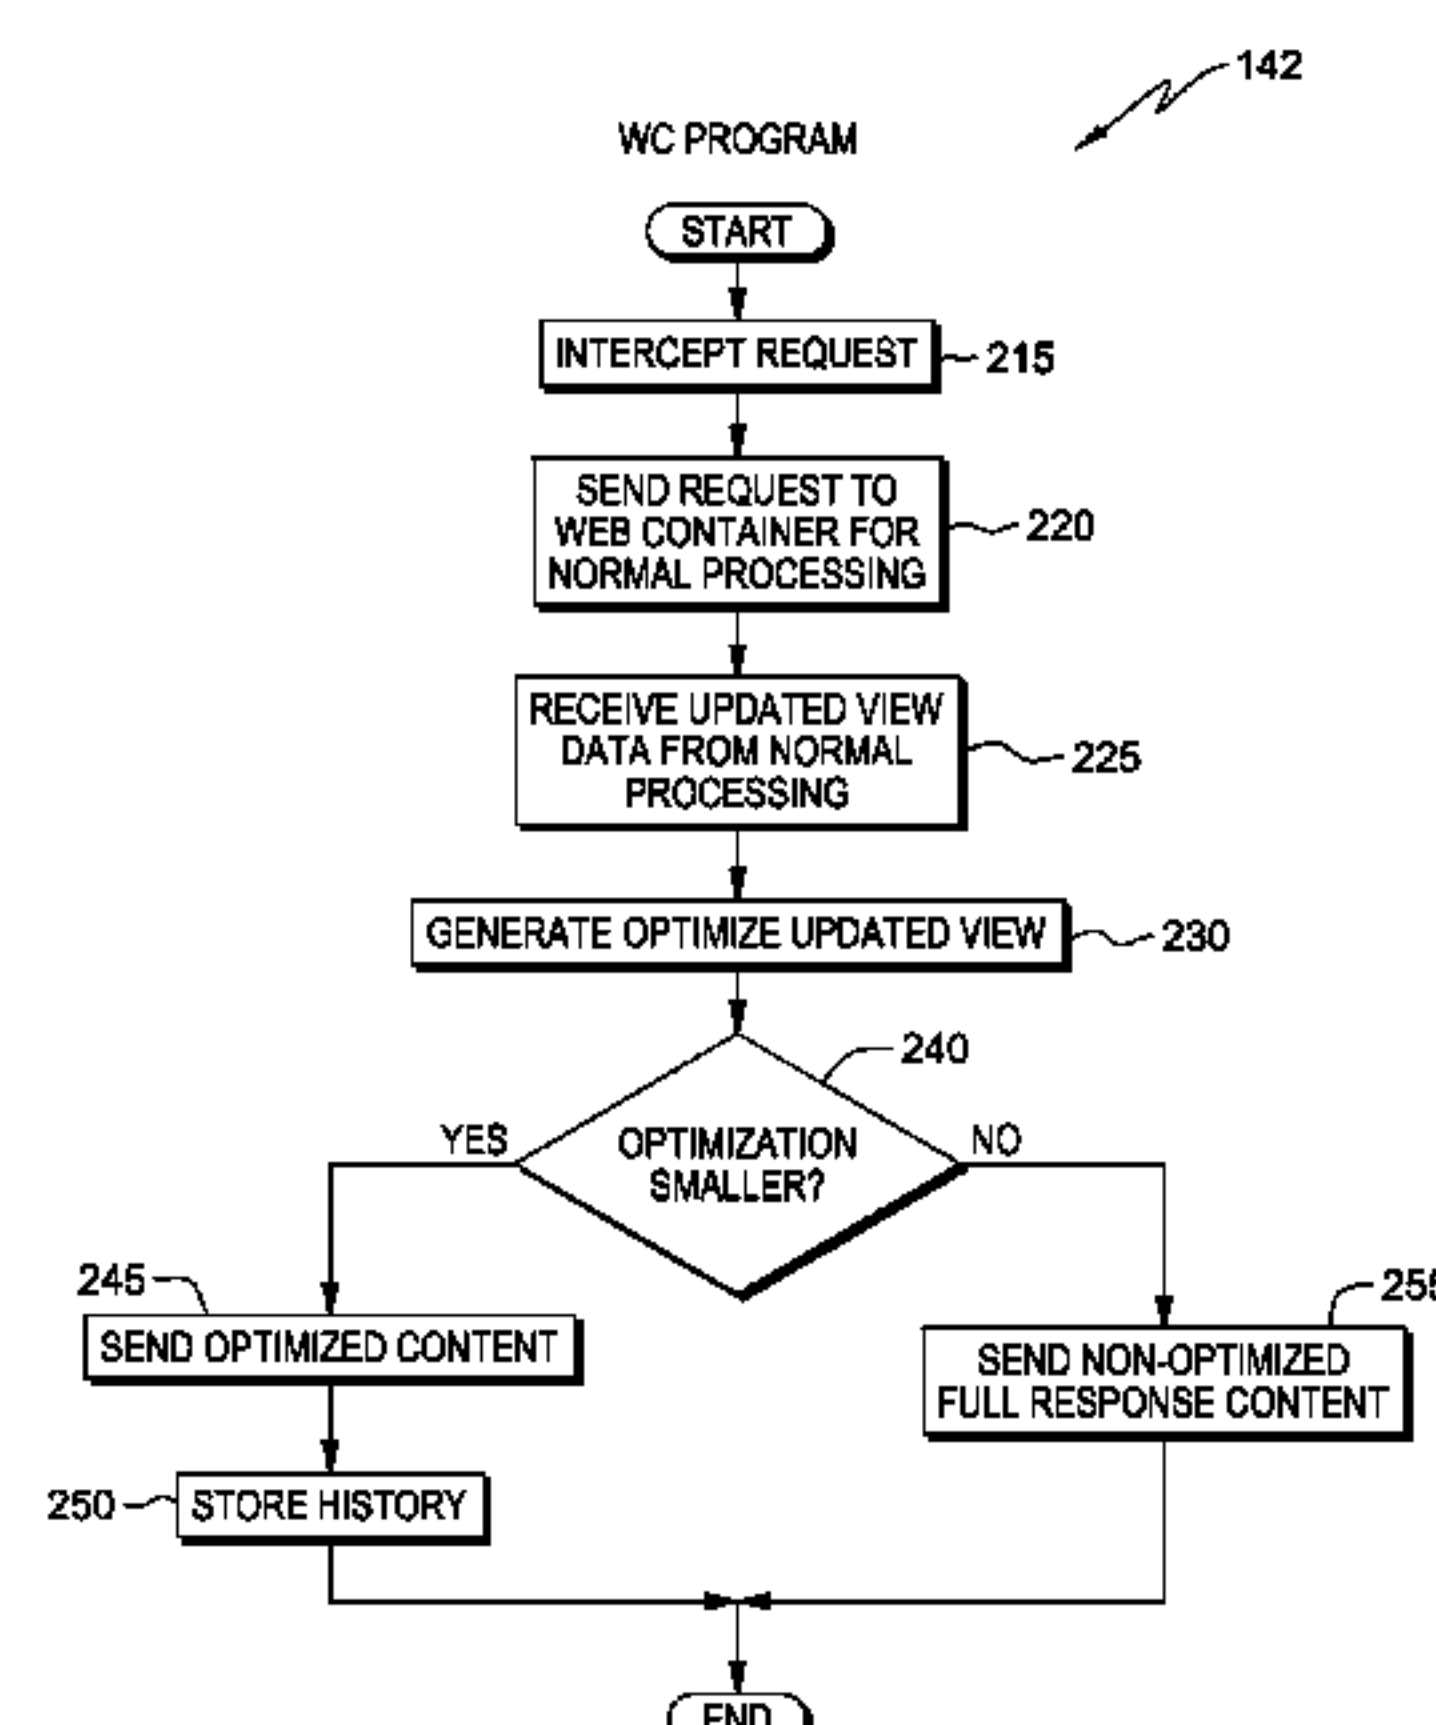 142
WC PROGRAM
START
INTERCEPT REQUEST
215
SEND REQUEST TO
WEB CONTAINER FOR
NORMAL PROCESSING
220
RECEIVE UPDATED VIEW
DATA FROM NORMAL
PROCESSING
225
GENERATE OPTIMIZE UPDATED VIEW
230
240
OPTIMIZATION
SMALLER?
YES
NO
245
SEND OPTIMIZED CONTENT
255
SEND NON-OPTIMIZED
FULL RESPONSE CONTENT
250
STORE HISTORY
END